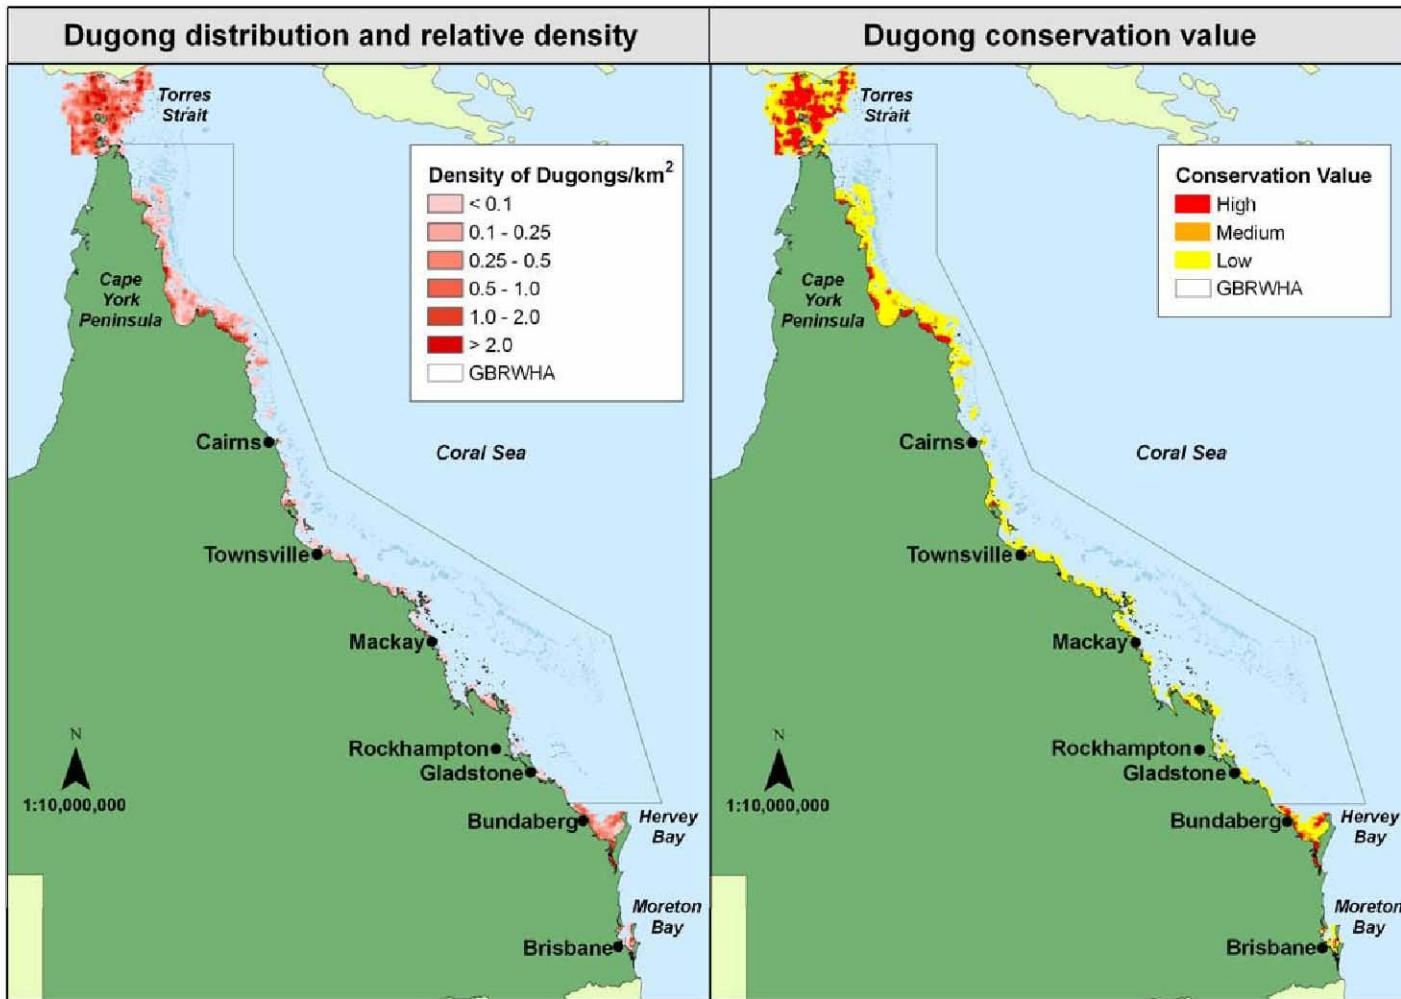 Dugong distribution and relative density
Torres
Strait
Density of Dugongs/km²
< 0.1
0.1 - 0.25
0.25 - 0.5
0.5 - 1.0
1.0 - 2.0
> 2.0
GBRWHA
Cape
York
Peninsula
Cairns
Coral Sea
Townsville
Mackay
N
1:10,000,000
Rockhampton
Gladstone
Bundaberg
Hervey
Bay
Moreton
Bay
Brisbane
Dugong conservation value
Torres
Strait
Conservation Value
High
Medium
Low
GBRWHA
Cape
York
Peninsula
Cairns
Coral Sea
Townsville
Mackay
N
1:10,000,000
Rockhampton
Gladstone
Bundaberg
Hervey
Bay
Moreton
Bay
Brisbane